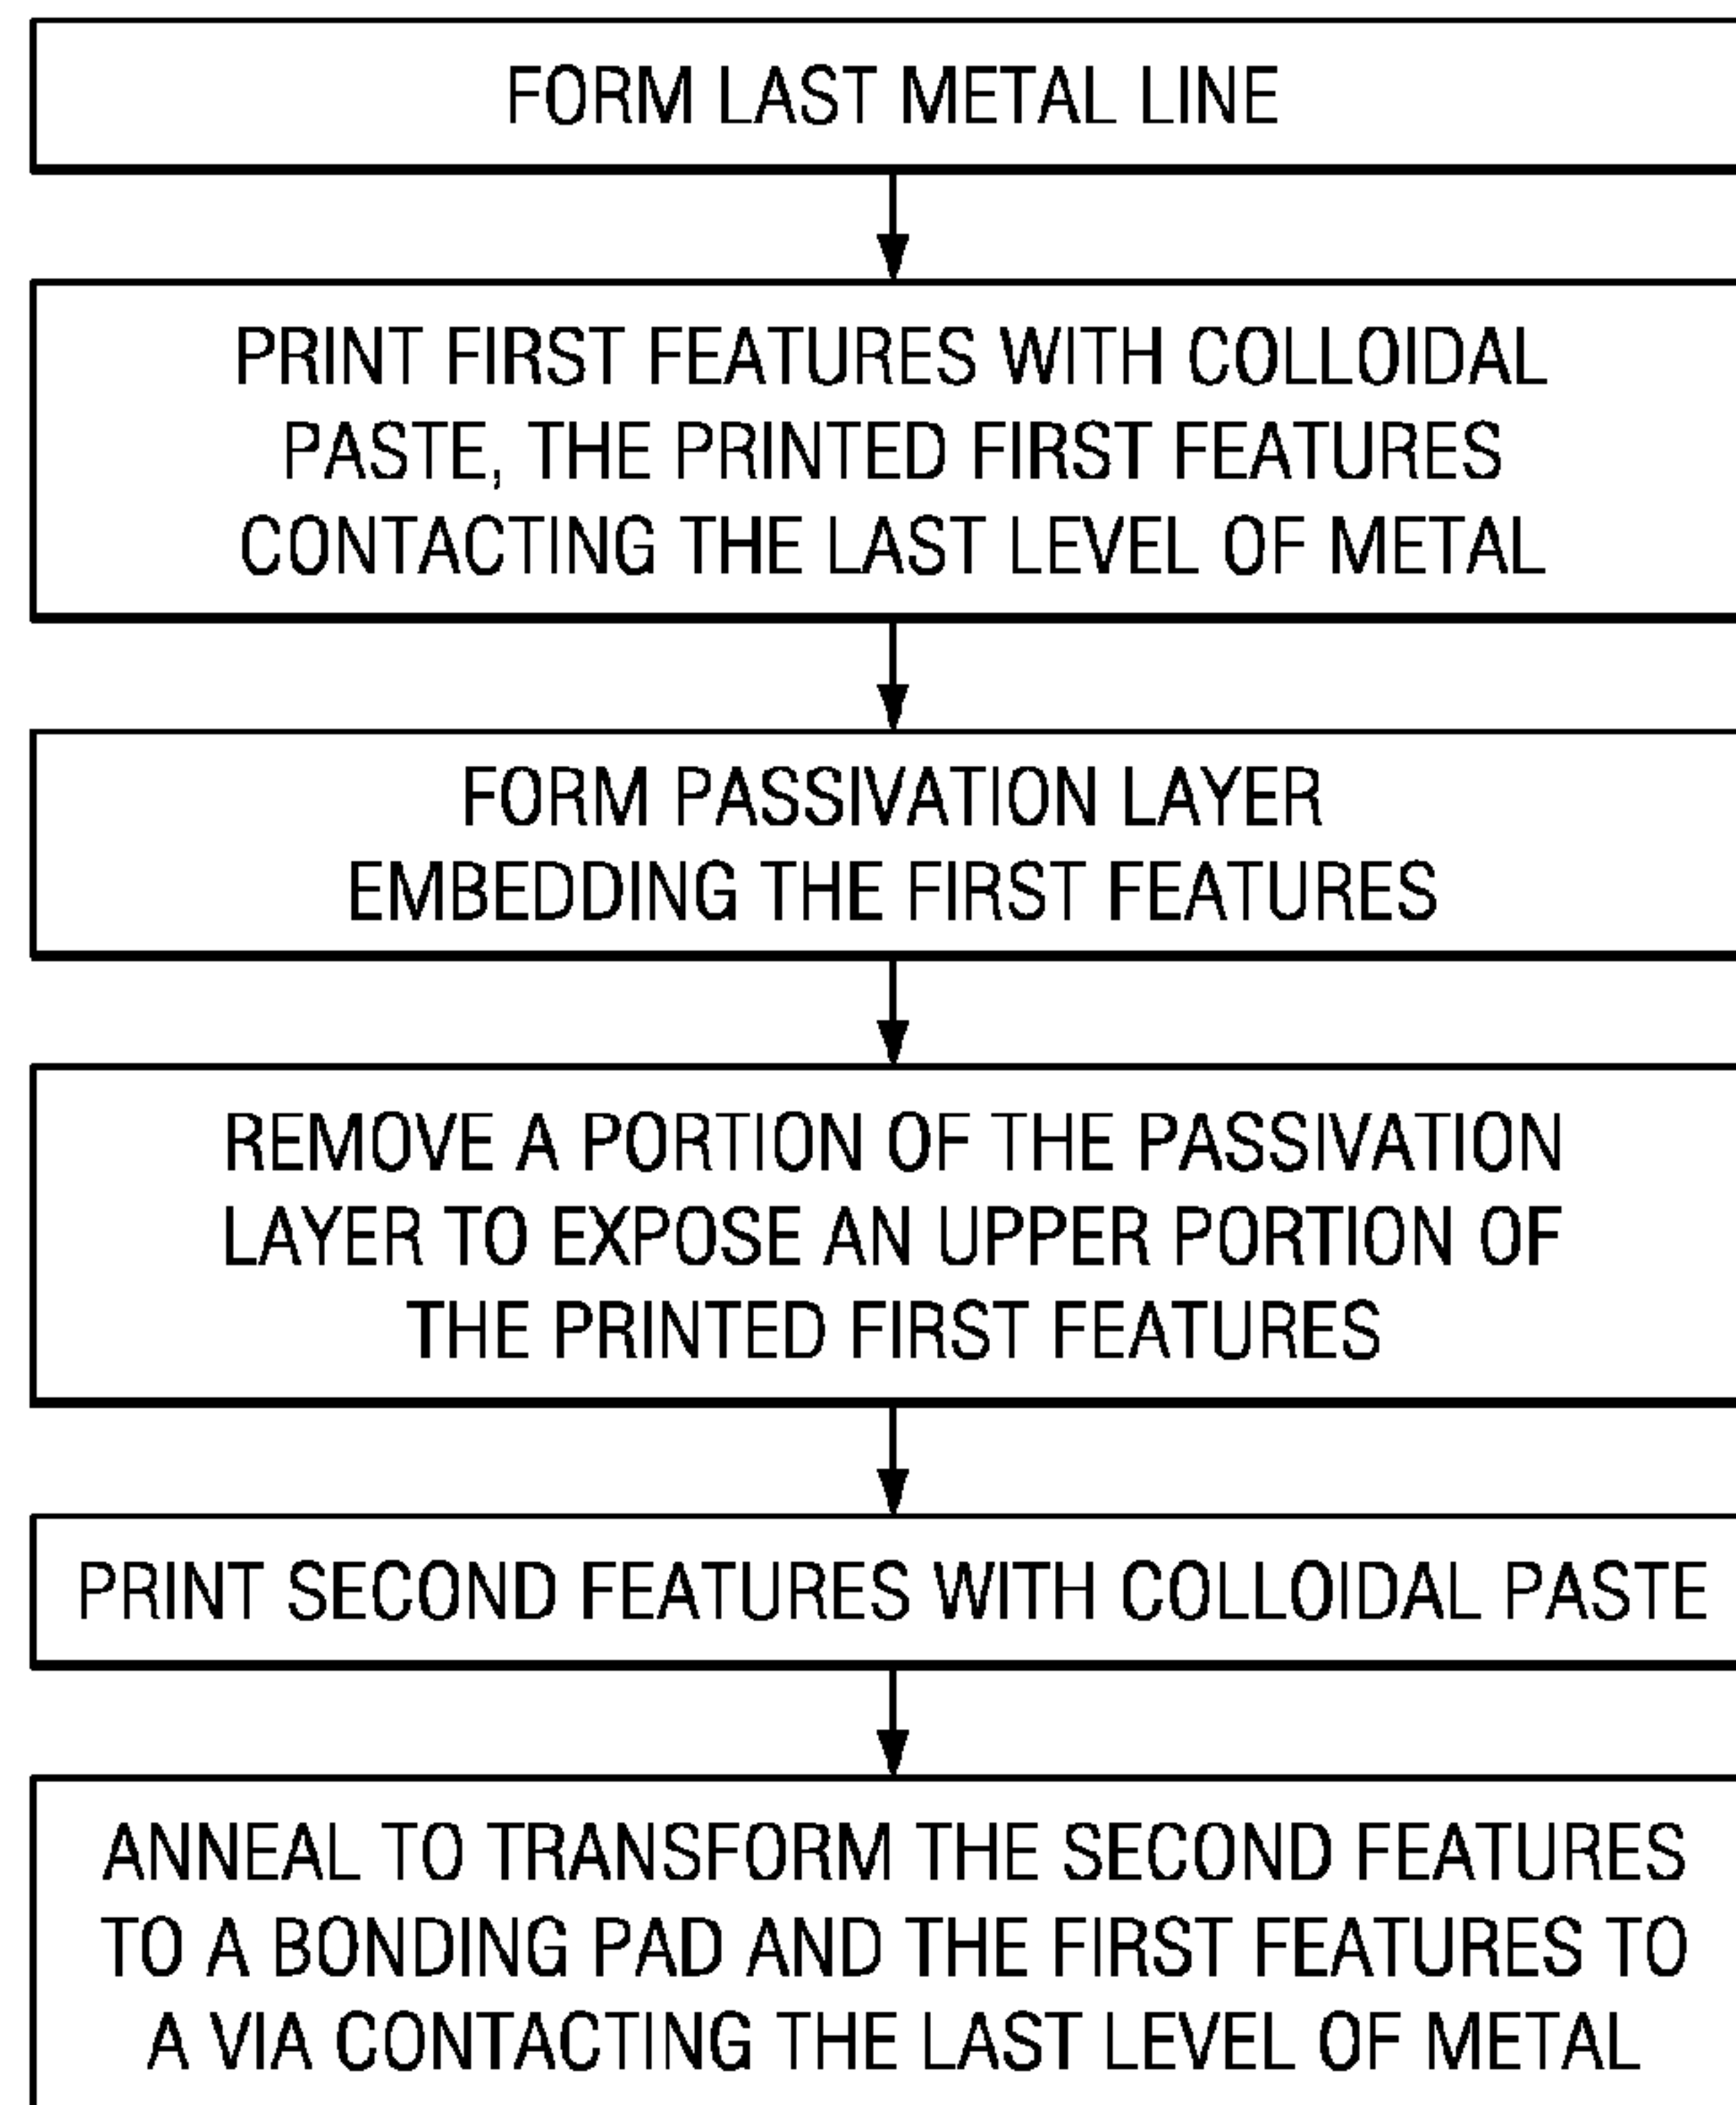 FORM LAST METAL LINE
PRINT FIRST FEATURES WITH COLLOIDAL
PASTE, THE PRINTED FIRST FEATURES
CONTACTING THE LAST LEVEL OF METAL
FORM PASSIVATION LAYER
EMBEDDING THE FIRST FEATURES
REMOVE A PORTION OF THE PASSIVATION
LAYER TO EXPOSE AN UPPER PORTION OF
THE PRINTED FIRST FEATURES
PRINT SECOND FEATURES WITH COLLOIDAL PASTE
ANNEAL TO TRANSFORM THE SECOND FEATURES
TO A BONDING PAD AND THE FIRST FEATURES TO
A VIA CONTACTING THE LAST LEVEL OF METAL